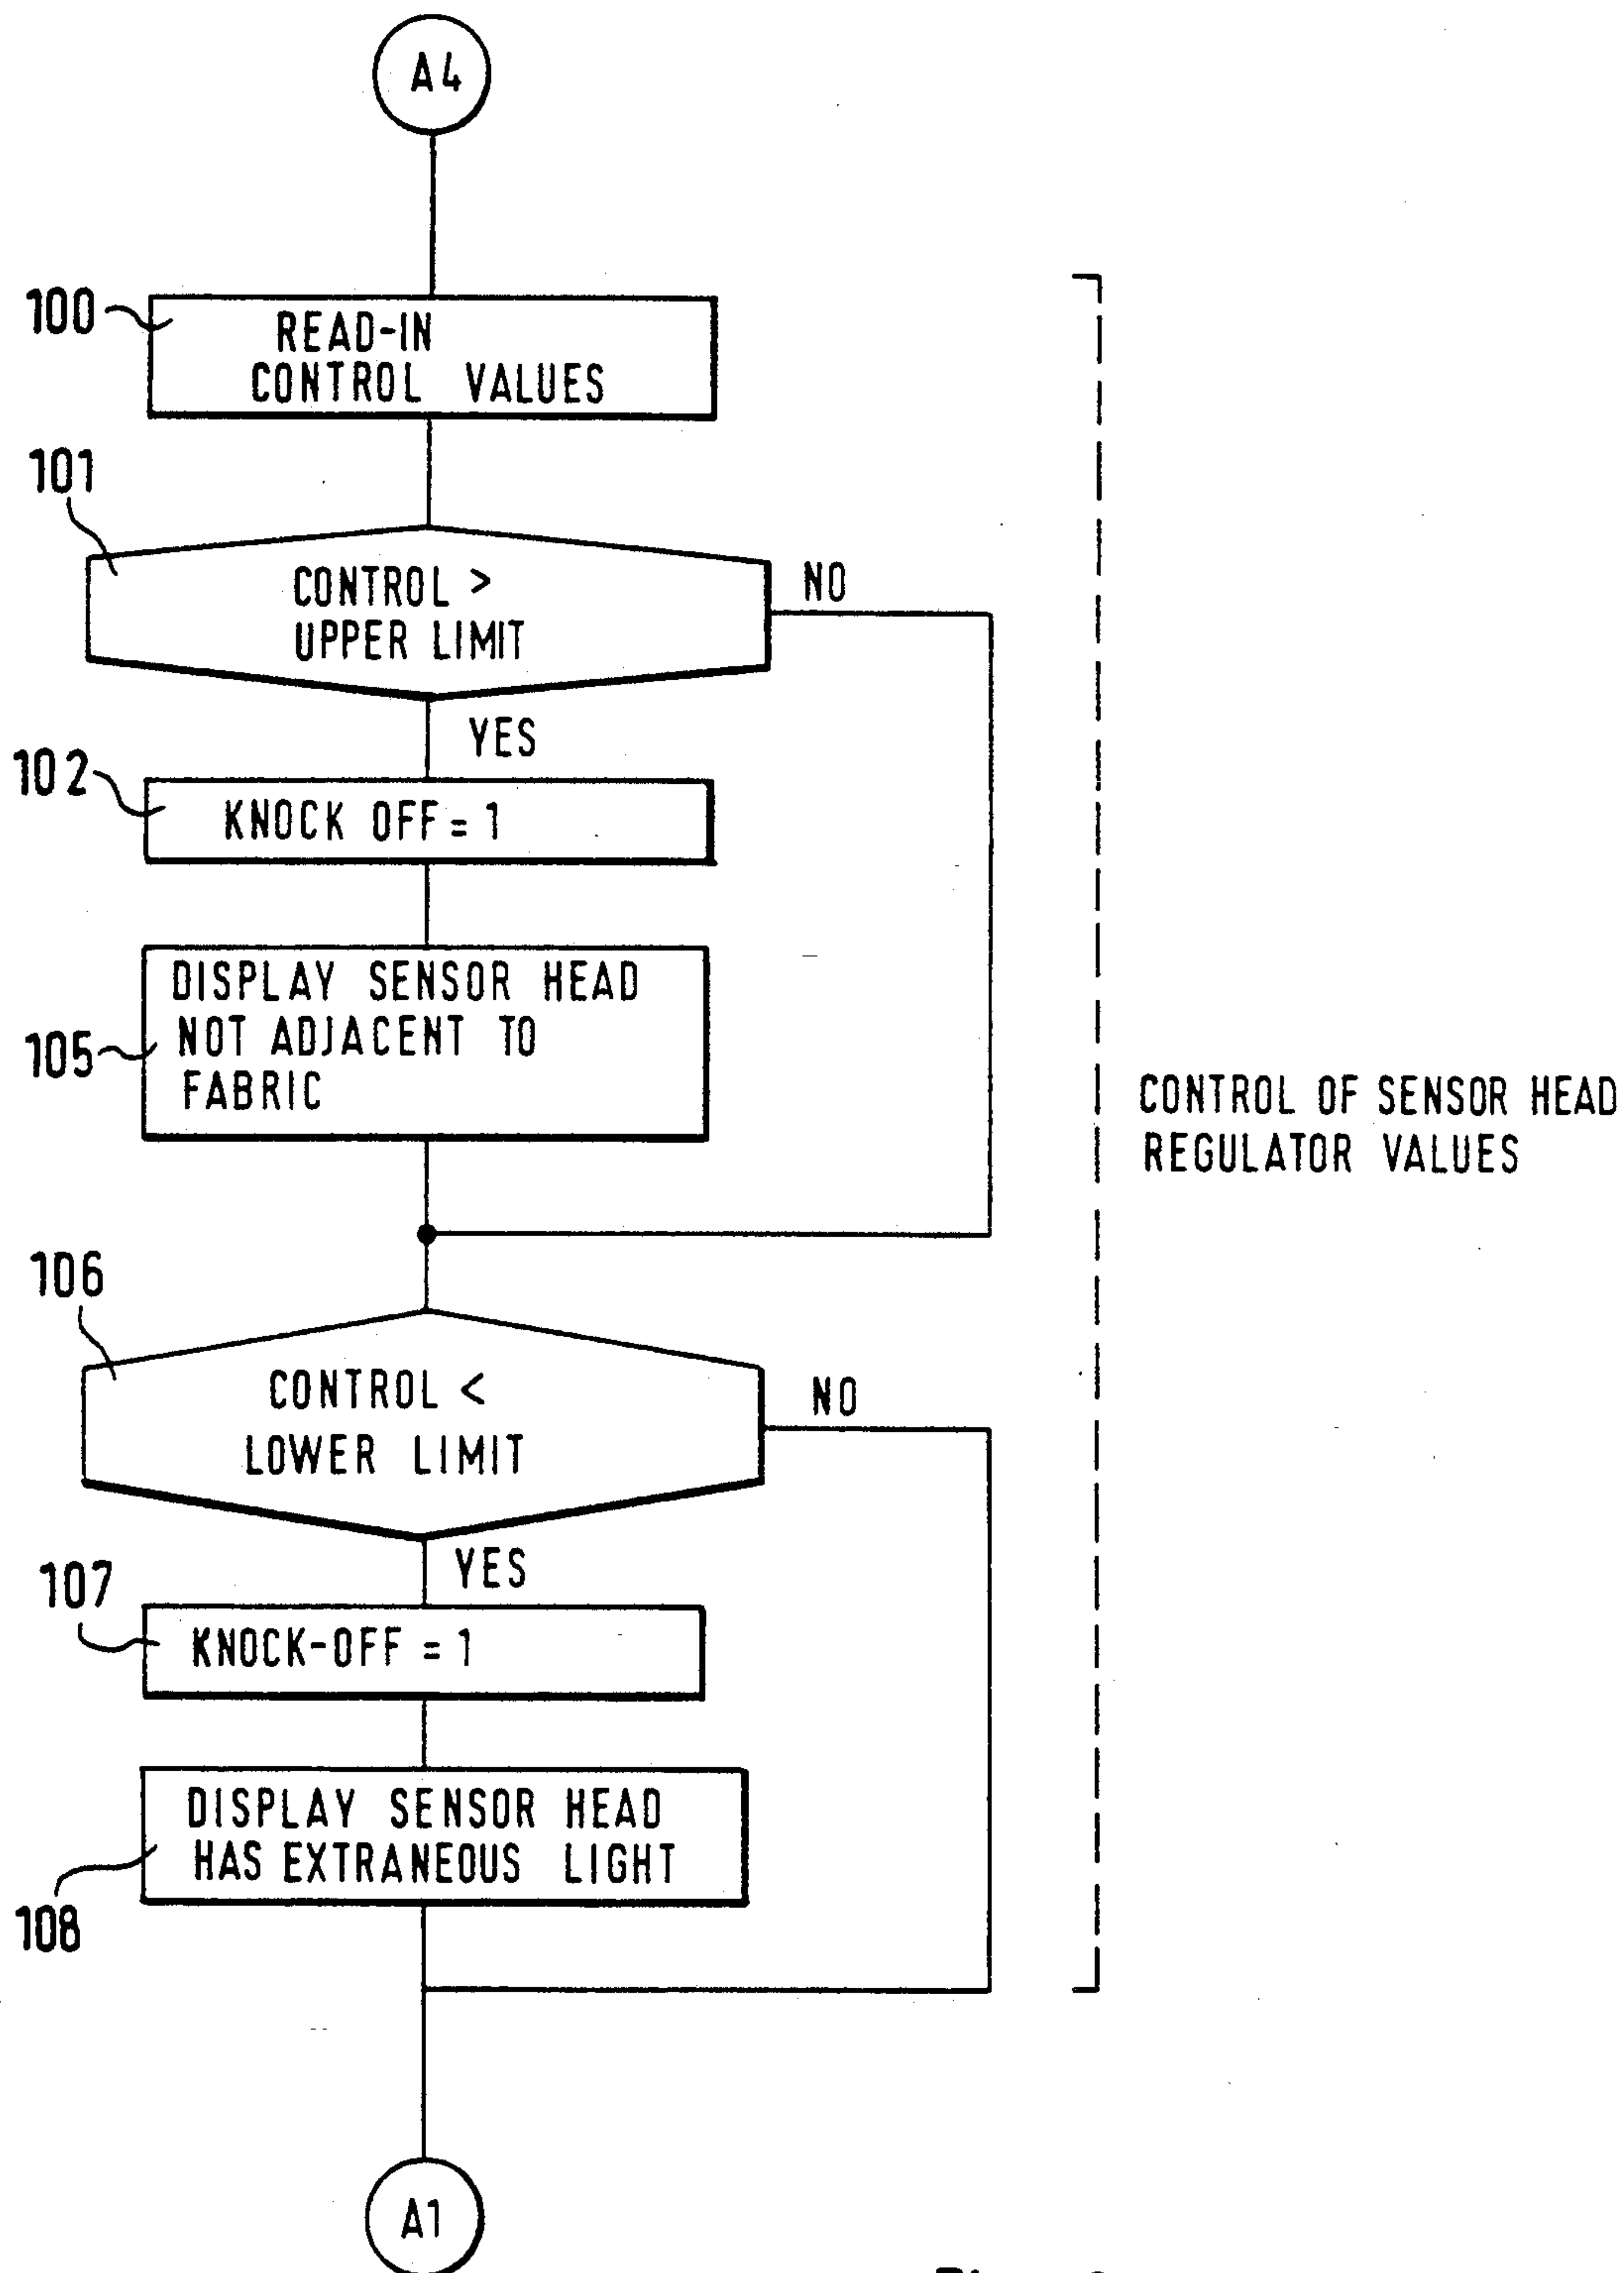 A4
100
READ-IN
CONTROL VALUES
101
CONTROL >
UPPER LIMIT
NO
YES
102
KNOCK OFF = 1
DISPLAY SENSOR HEAD
NOT ADJACENT TO
FABRIC
105
CONTROL OF SENSOR HEAD
REGULATOR VALUES
106
CONTROL <
LOWER LIMIT
NO
YES
107
KNOCK-OFF = 1
DISPLAY SENSOR HEAD
HAS EXTRANEOUS LIGHT
108
A1